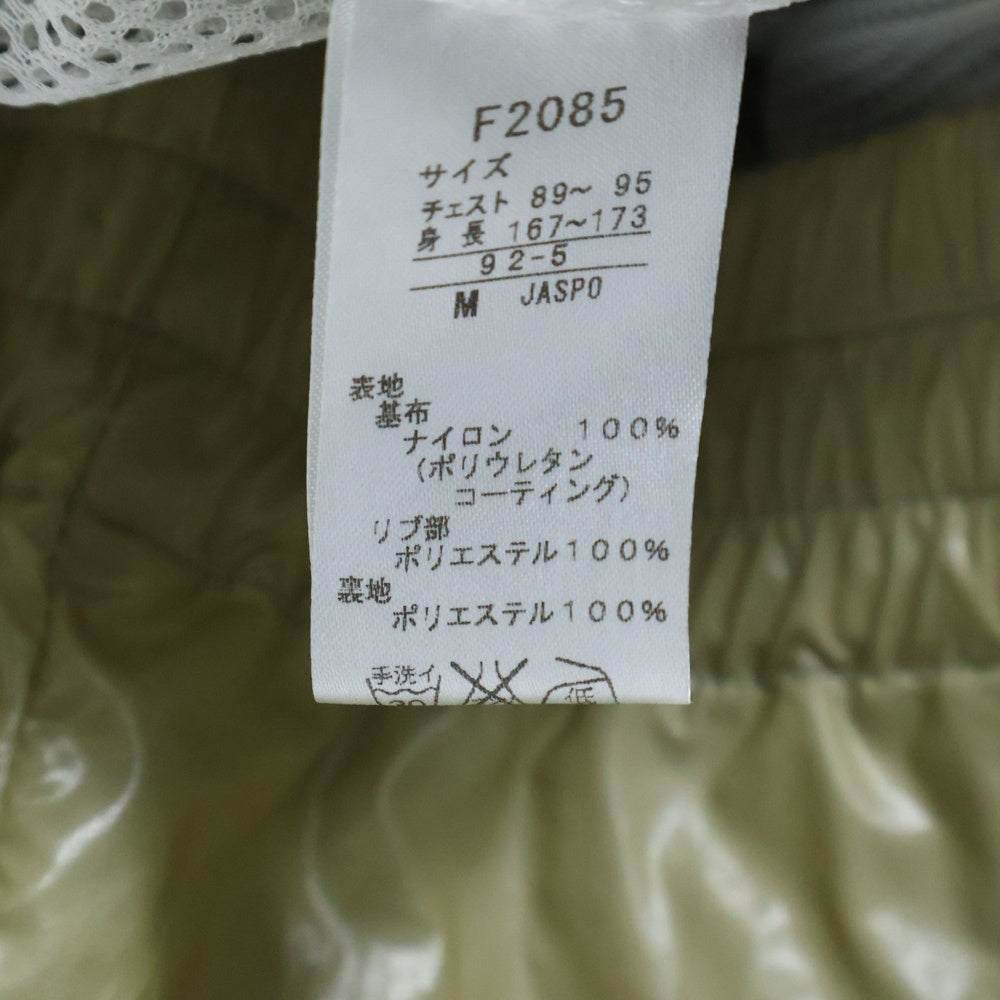 F2085
サイズ
チェスト 89～ 95
身 長 167～173
92-5
M JASPO
表地
基布
ナイロン 100%
(ポリウレタン
コーティング)
リブ部
ポリエステル100%
裏地
ポリエステル100%
手洗イ
30
低